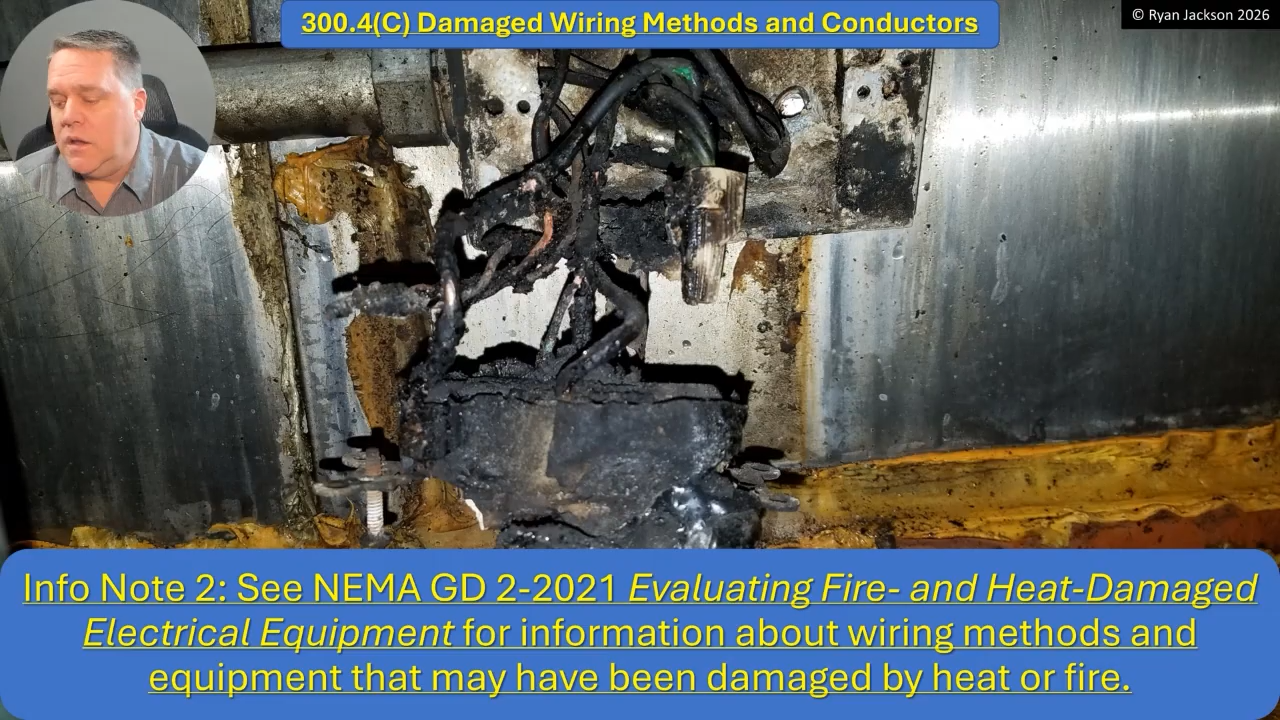 300.4(C) Damaged Wiring Methods and Conductors
© Ryan Jackson 2026
Info Note 2: See NEMA GD 2-2021 Evaluating Fire- and Heat-Damaged
Electrical Equipment for information about wiring methods and
equipment that may have been damaged by heat or fire.